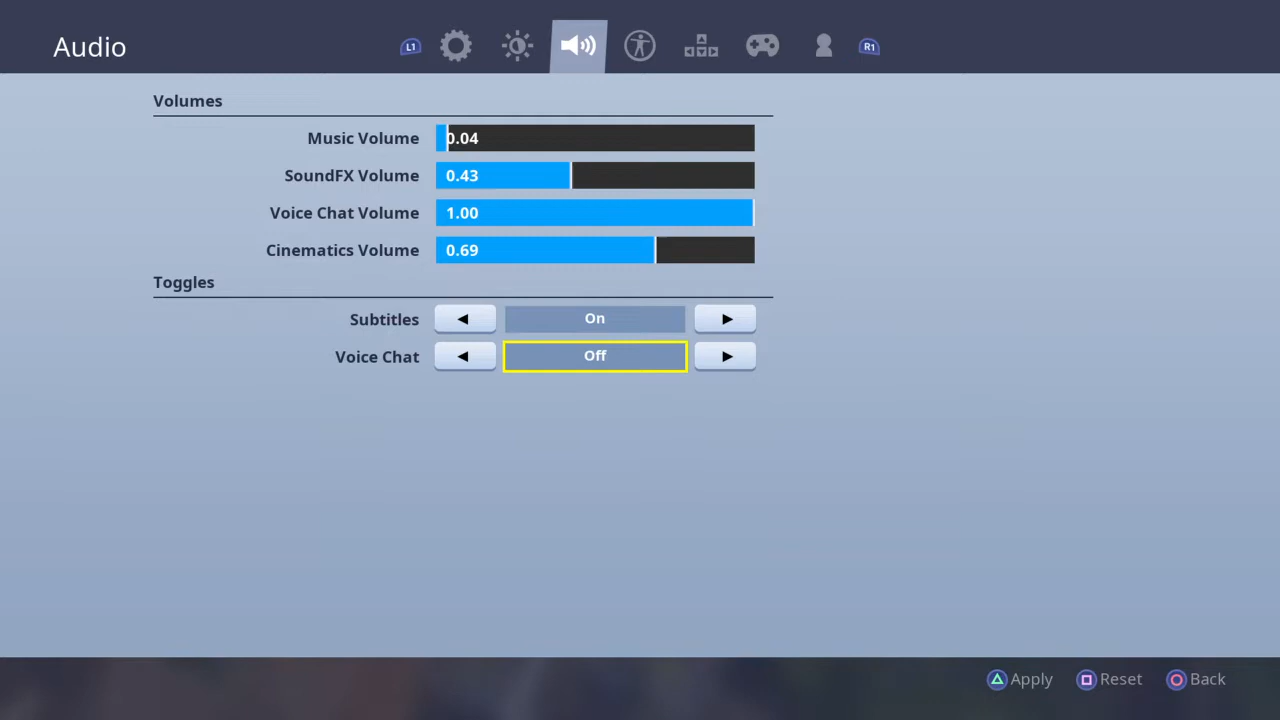 Audio
L1
R1
Volumes
Music Volume 0.04
SoundFX Volume 0.43
Voice Chat Volume 1.00
Cinematics Volume 0.69
Toggles
Subtitles On
Voice Chat Off
Apply Reset Back